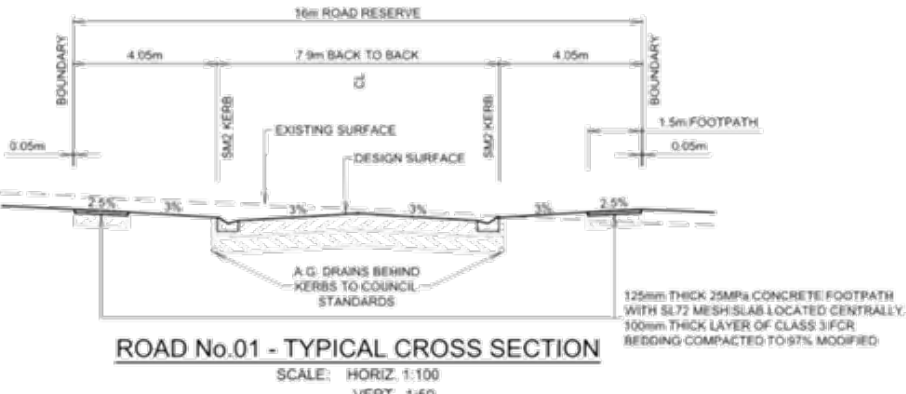 16m ROAD RESERVE
4.05m
7.9m BACK TO BACK
4.05m
BOUNDARY
CL
BOUNDARY
SM2 KERB
SM2 KERB
1.5m FOOTPATH
EXISTING SURFACE
0.05m
0.05m
DESIGN SURFACE
2.5%
3%
3%
3%
3%
2.5%
A.G. DRAINS BEHIND
KERBS TO COUNCIL
STANDARDS
125mm THICK 25MPa CONCRETE FOOTPATH
WITH SL72 MESH SLAB LOCATED CENTRALLY.
100mm THICK LAYER OF CLASS 3 FCR
BEDDING COMPACTED TO 97% MODIFIED
ROAD No.01 - TYPICAL CROSS SECTION
SCALE: HORIZ. 1:100
VERT. 1:50